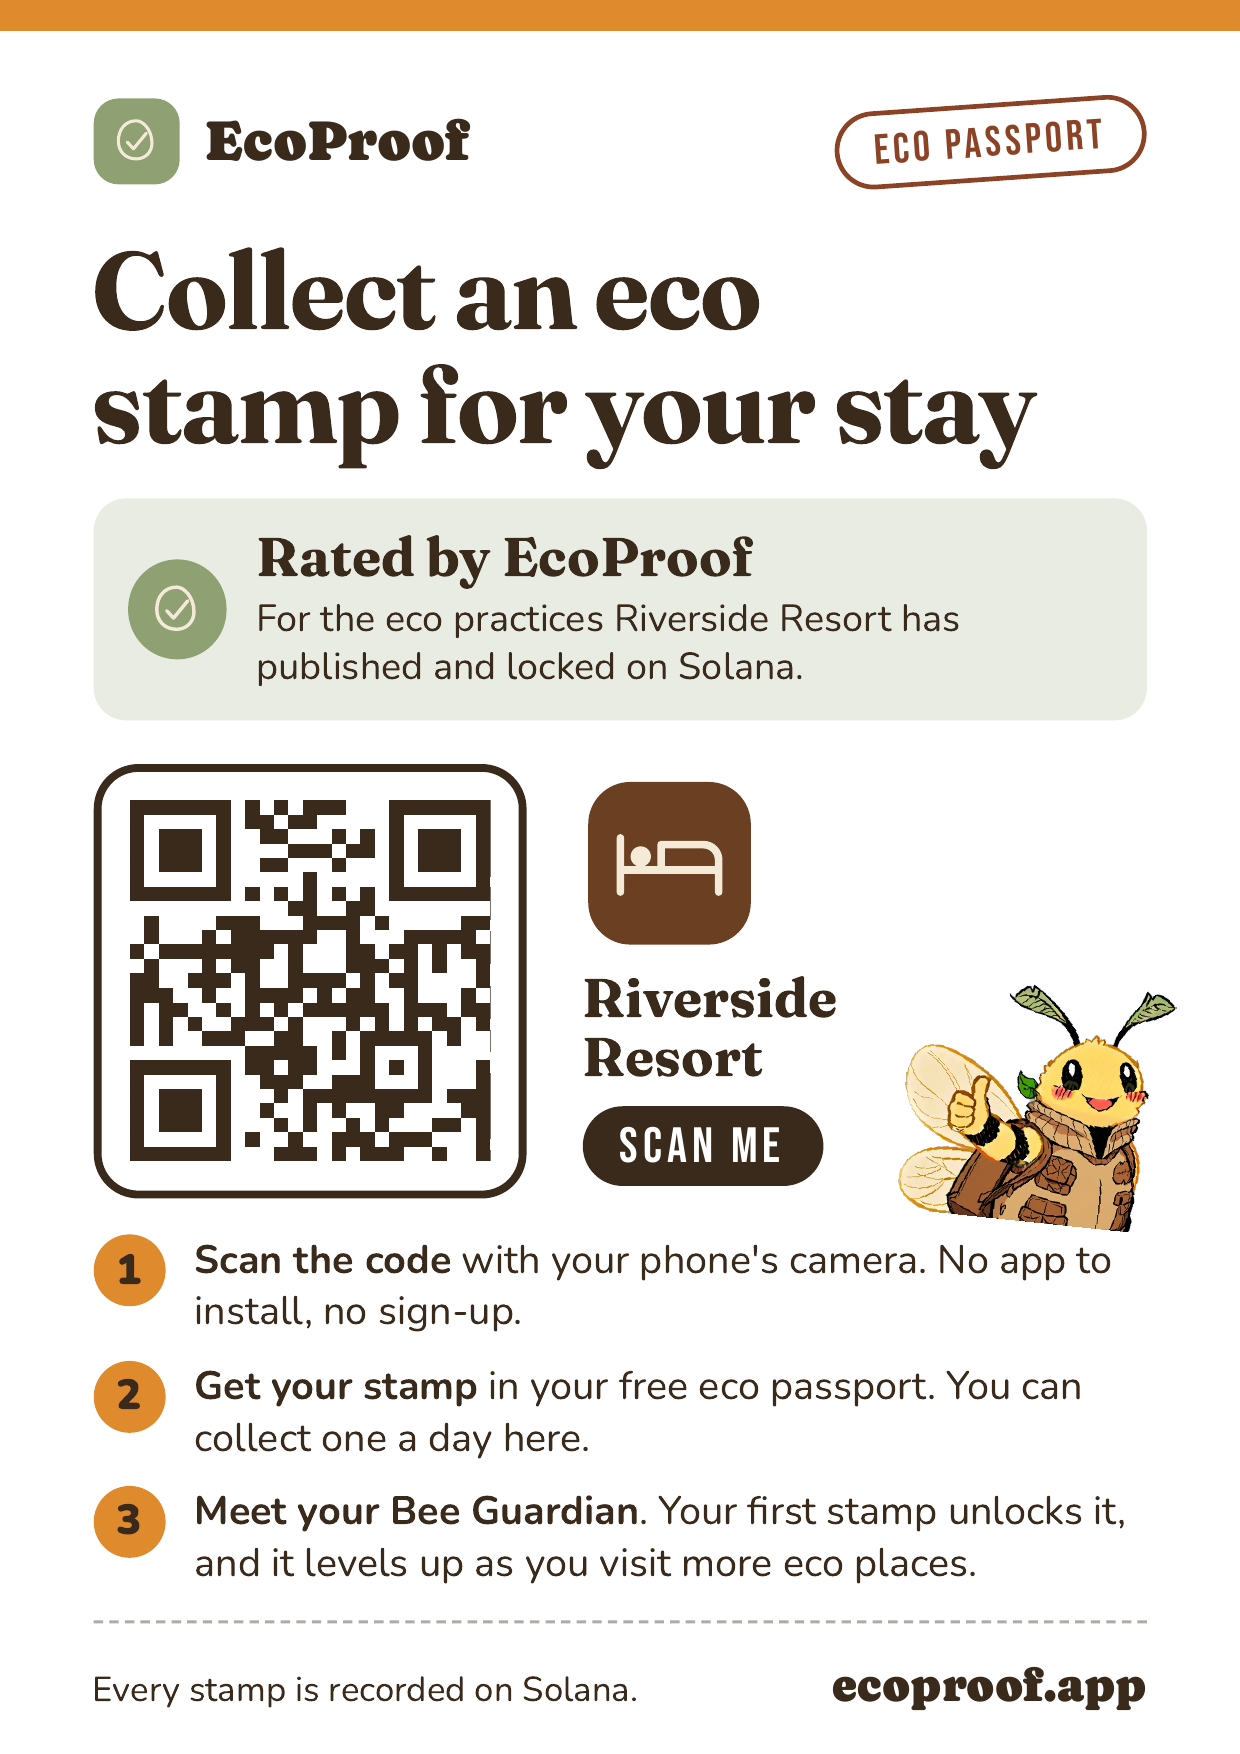 EcoProof
ECO PASSPORT
Collect an eco
stamp for your stay
Rated by EcoProof
For the eco practices Riverside Resort has
published and locked on Solana.
Riverside
Resort
SCAN ME
1
Scan the code with your phone's camera. No app to
install, no sign-up.
2
Get your stamp in your free eco passport. You can
collect one a day here.
3
Meet your Bee Guardian. Your first stamp unlocks it,
and it levels up as you visit more eco places.
Every stamp is recorded on Solana.
ecoproof.app